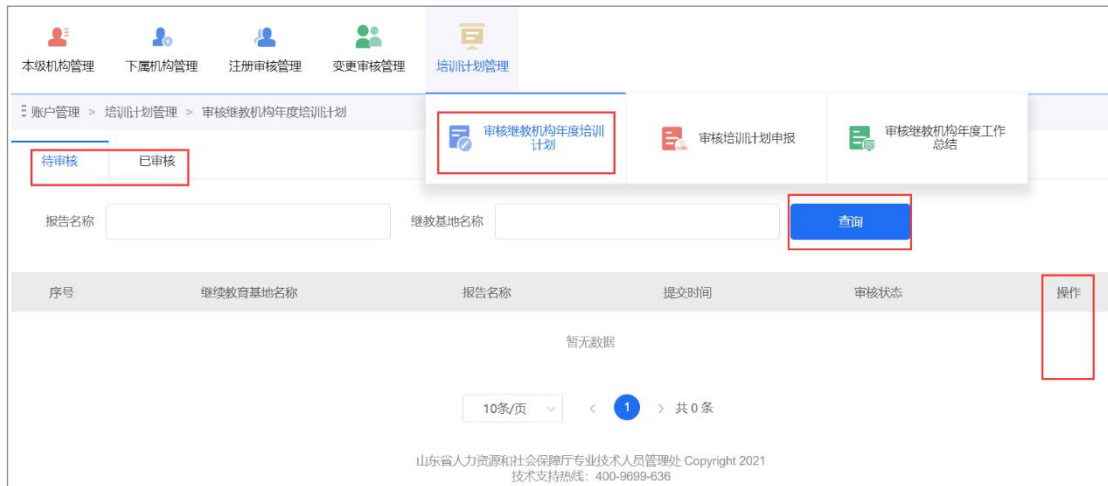 本级机构管理 下属机构管理 注册审核管理 变更审核管理 培训计划管理
账户管理 > 培训计划管理 > 审核继教机构年度培训计划
审核继教机构年度培训
计划
审核培训计划申报
审核继教机构年度工作
总结
待审核 已审核
报告名称 继教基地名称 查询
序号 继续教育基地名称 报告名称 提交时间 审核状态 操作
暂无数据
10条/页 < 1 > 共 0 条
山东省人力资源和社会保障厅专业技术人员管理处 Copyright 2021
技术支持热线：400-9699-636